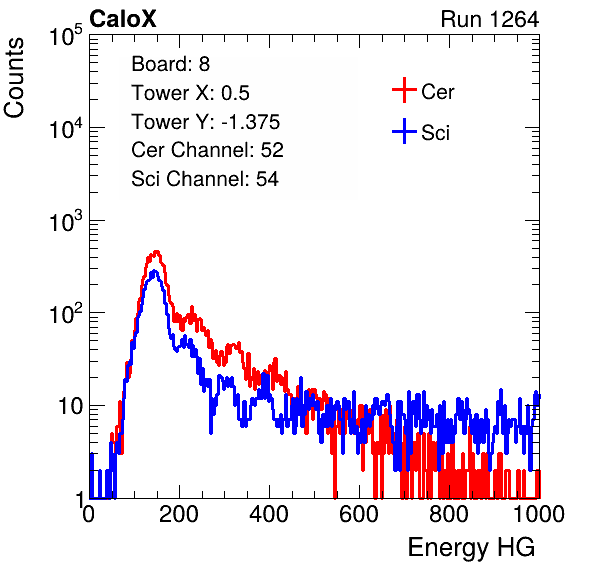 CaloX Run 1264
Counts
Board: 8
Tower X: 0.5
Tower Y: -1.375
Cer Channel: 52
Sci Channel: 54
Cer
Sci
10^5
10^4
10^3
10^2
10
1
0 200 400 600 800 1000
Energy HG